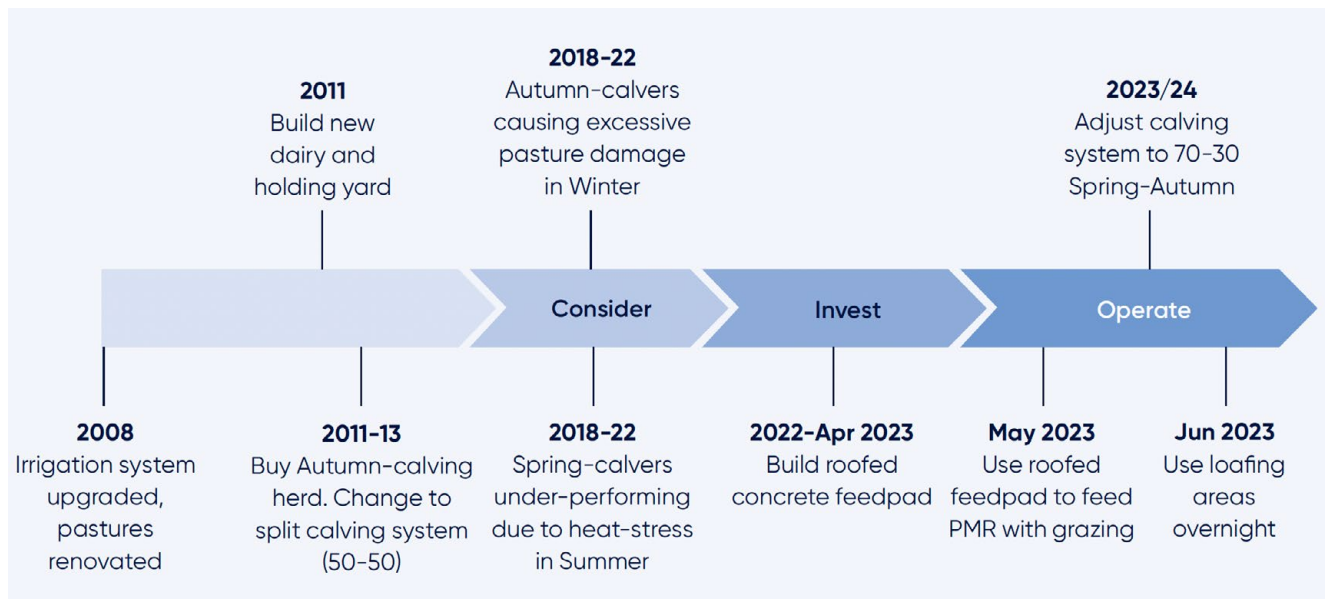 2011
Build new
dairy and
holding yard
2018-22
Autumn-calvers
causing excessive
pasture damage
in Winter
2023/24
Adjust calving
system to 70-30
Spring-Autumn
Consider
Invest
Operate
2008
Irrigation system
upgraded,
pastures
renovated
2011-13
Buy Autumn-calving
herd. Change to
split calving system
(50-50)
2018-22
Spring-calvers
under-performing
due to heat-stress
in Summer
2022-Apr 2023
Build roofed
concrete feedpad
May 2023
Use roofed
feedpad to feed
PMR with grazing
Jun 2023
Use loafing
areas
overnight